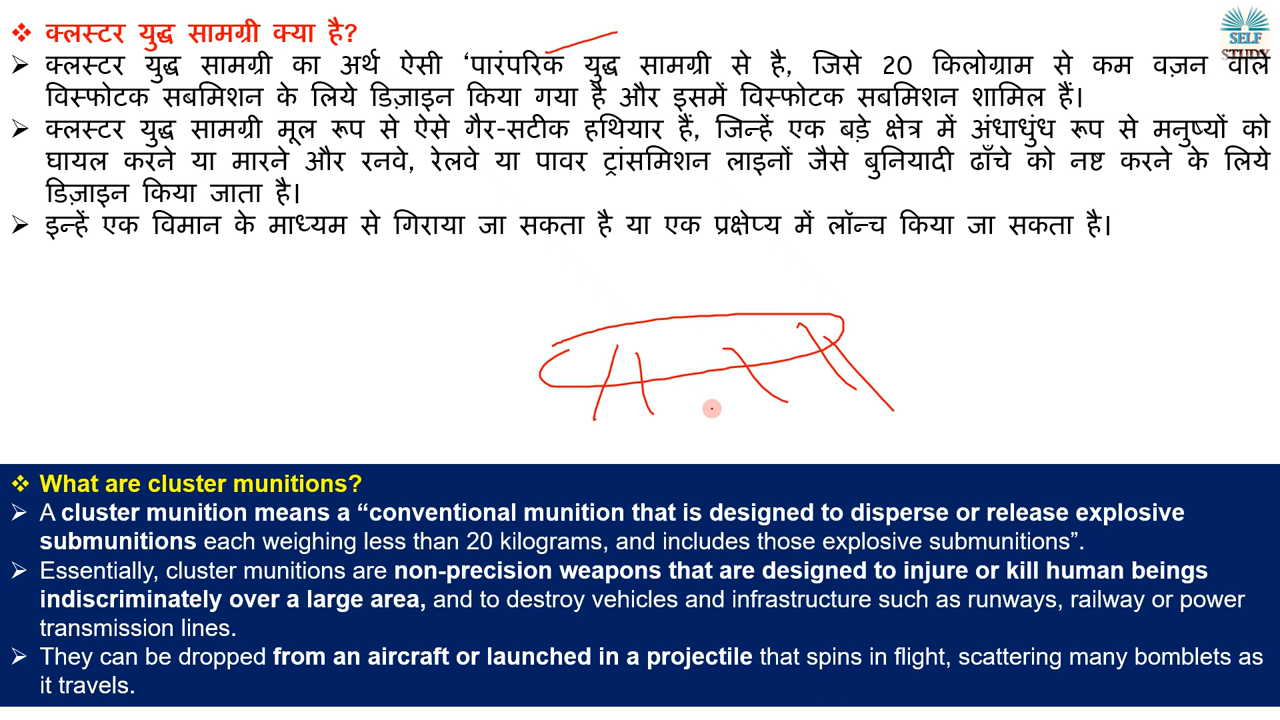 ❖ क्लस्टर युद्ध सामग्री क्या है?
SELF
STUDY
➢ क्लस्टर युद्ध सामग्री का अर्थ ऐसी ‘पारंपरिक युद्ध सामग्री से है, जिसे 20 किलोग्राम से कम वज़न वाले
विस्फोटक सबमिशन के लिये डिज़ाइन किया गया है और इसमें विस्फोटक सबमिशन शामिल हैं।
➢ क्लस्टर युद्ध सामग्री मूल रूप से ऐसे गैर-सटीक हथियार हैं, जिन्हें एक बड़े क्षेत्र में अंधाधुंध रूप से मनुष्यों को
घायल करने या मारने और रनवे, रेलवे या पावर ट्रांसमिशन लाइनों जैसे बुनियादी ढाँचे को नष्ट करने के लिये
डिज़ाइन किया जाता है।
➢ इन्हें एक विमान के माध्यम से गिराया जा सकता है या एक प्रक्षेप्य में लॉन्च किया जा सकता है।
❖ What are cluster munitions?
➢ A cluster munition means a “conventional munition that is designed to disperse or release explosive
submunitions each weighing less than 20 kilograms, and includes those explosive submunitions”.
➢ Essentially, cluster munitions are non-precision weapons that are designed to injure or kill human beings
indiscriminately over a large area, and to destroy vehicles and infrastructure such as runways, railway or power
transmission lines.
➢ They can be dropped from an aircraft or launched in a projectile that spins in flight, scattering many bomblets as
it travels.